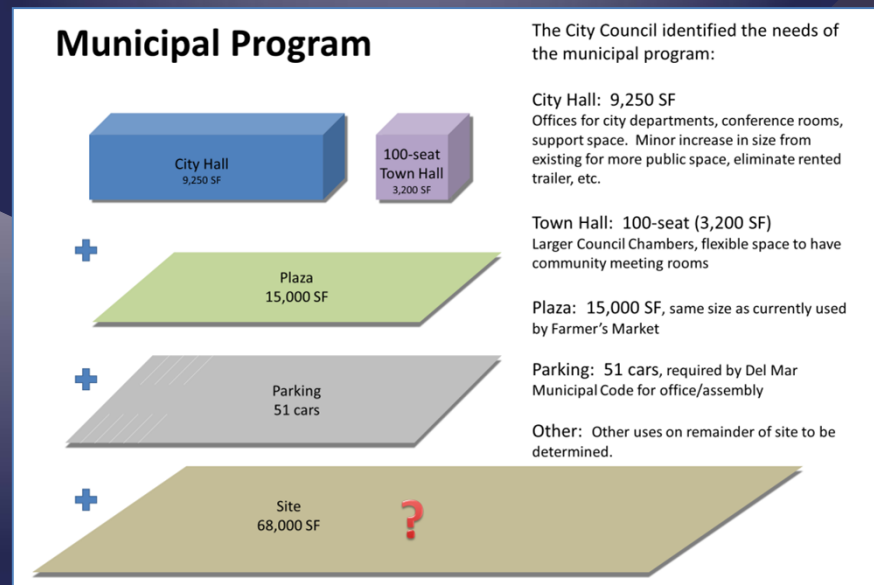 Municipal Program
City Hall
9,250 SF
100-seat
Town Hall
3,200 SF
Plaza
15,000 SF
Parking
51 cars
Site
68,000 SF
?
The City Council identified the needs of
the municipal program:
City Hall: 9,250 SF
Offices for city departments, conference rooms,
support space. Minor increase in size from
existing for more public space, eliminate rented
trailer, etc.
Town Hall: 100-seat (3,200 SF)
Larger Council Chambers, flexible space to have
community meeting rooms
Plaza: 15,000 SF, same size as currently used
by Farmer's Market
Parking: 51 cars, required by Del Mar
Municipal Code for office/assembly
Other: Other uses on remainder of site to be
determined.